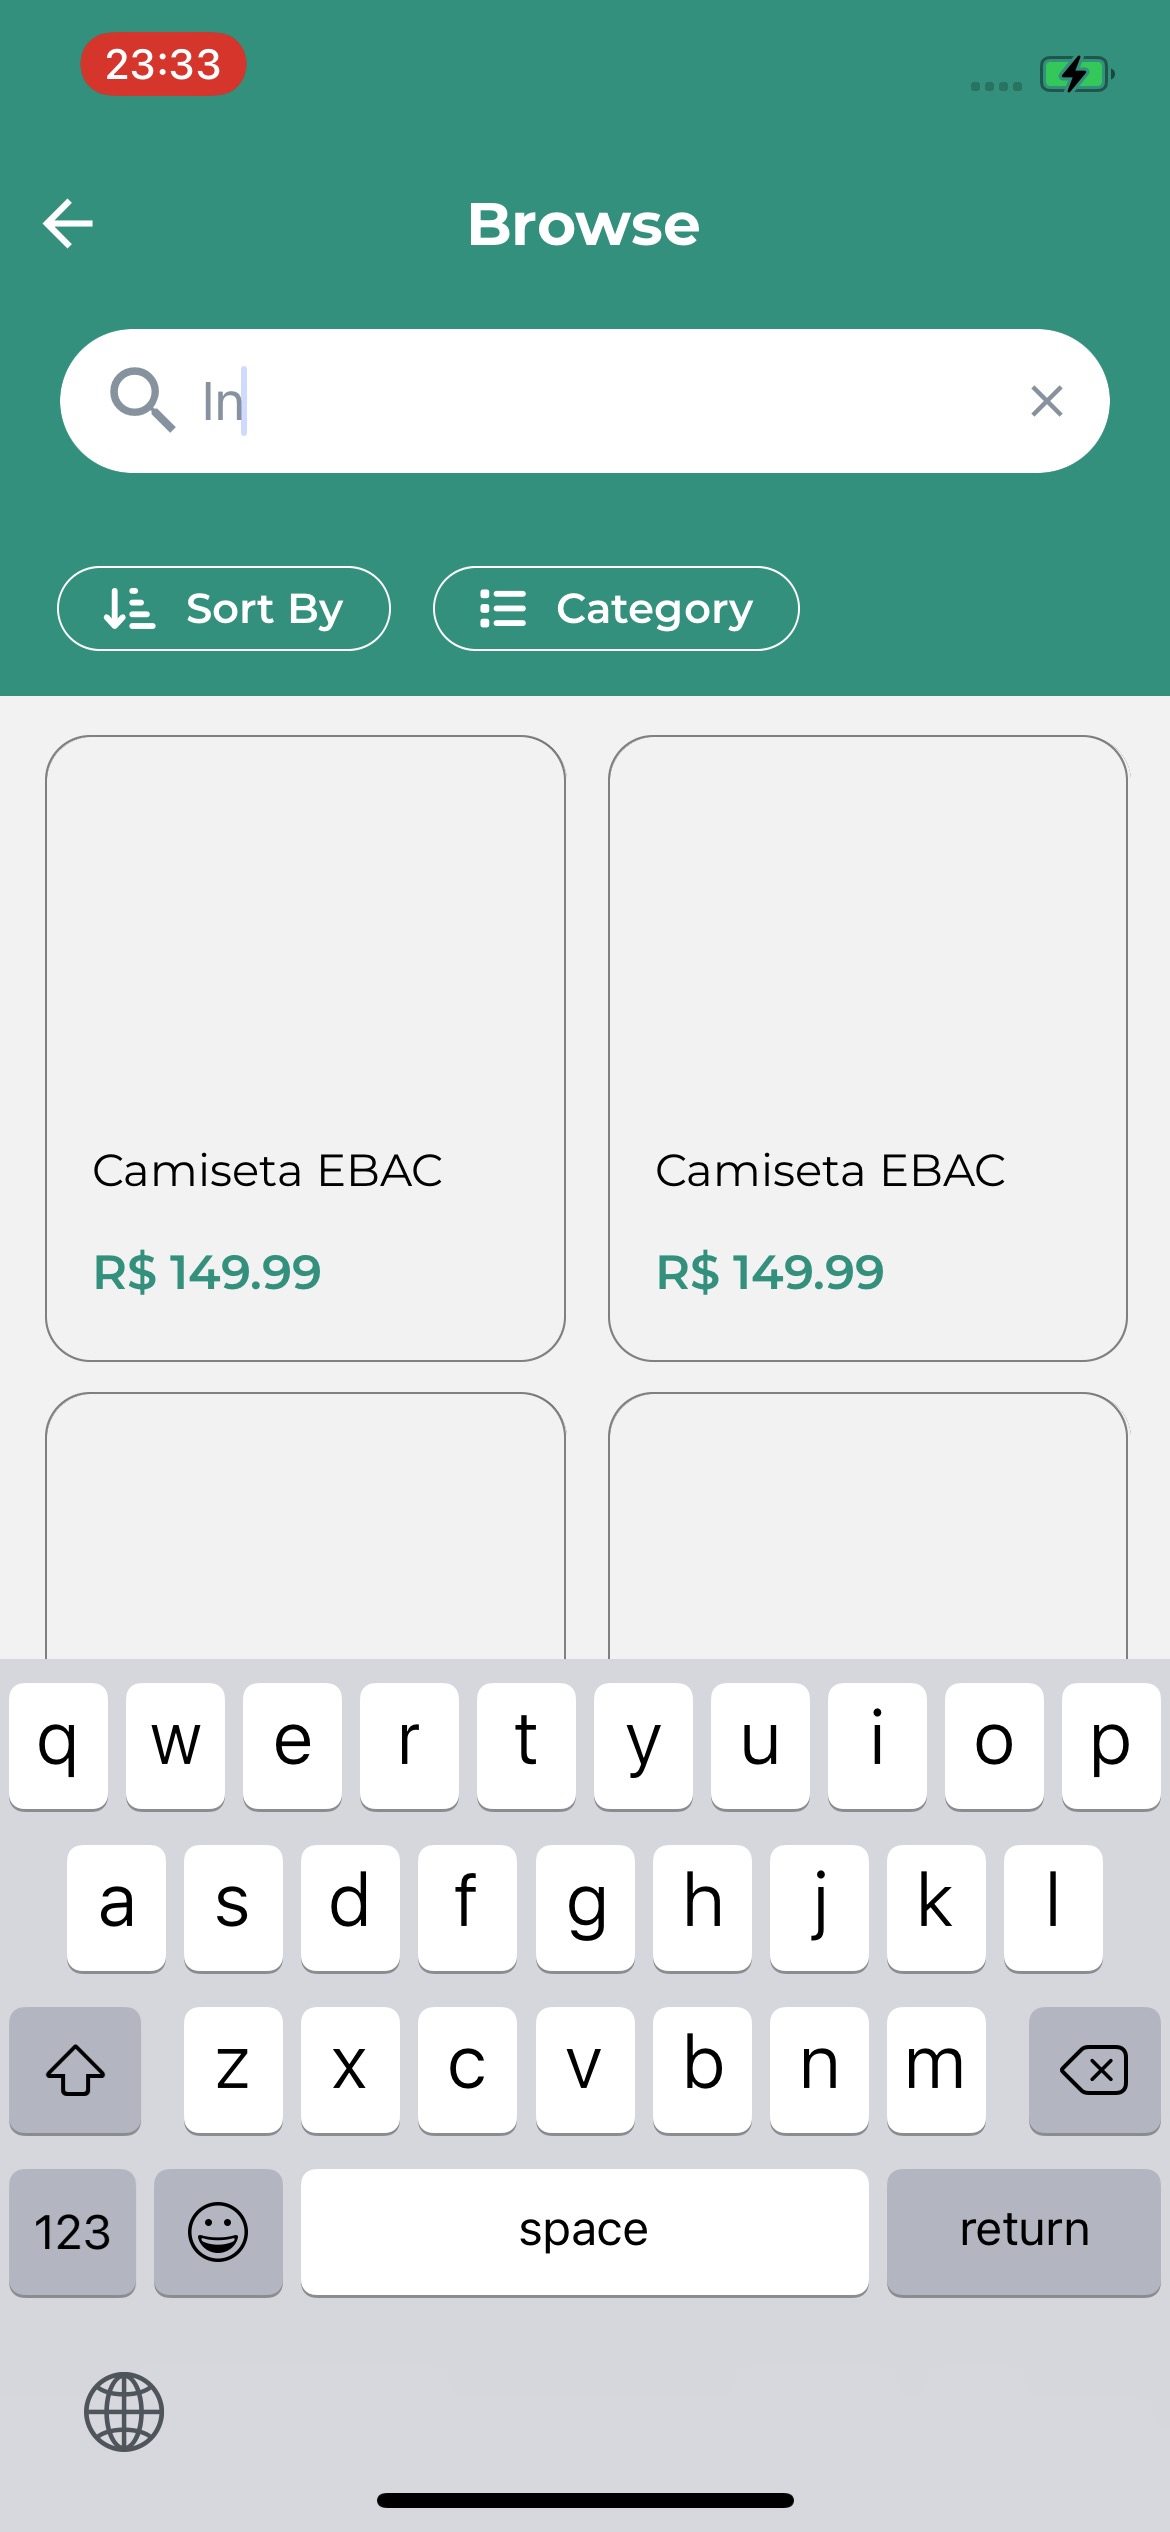 23:33
Browse
In
Sort By
Category
Camiseta EBAC
R$ 149.99
Camiseta EBAC
R$ 149.99
q w e r t y u i o p
a s d f g h j k l
z x c v b n m
123 space return